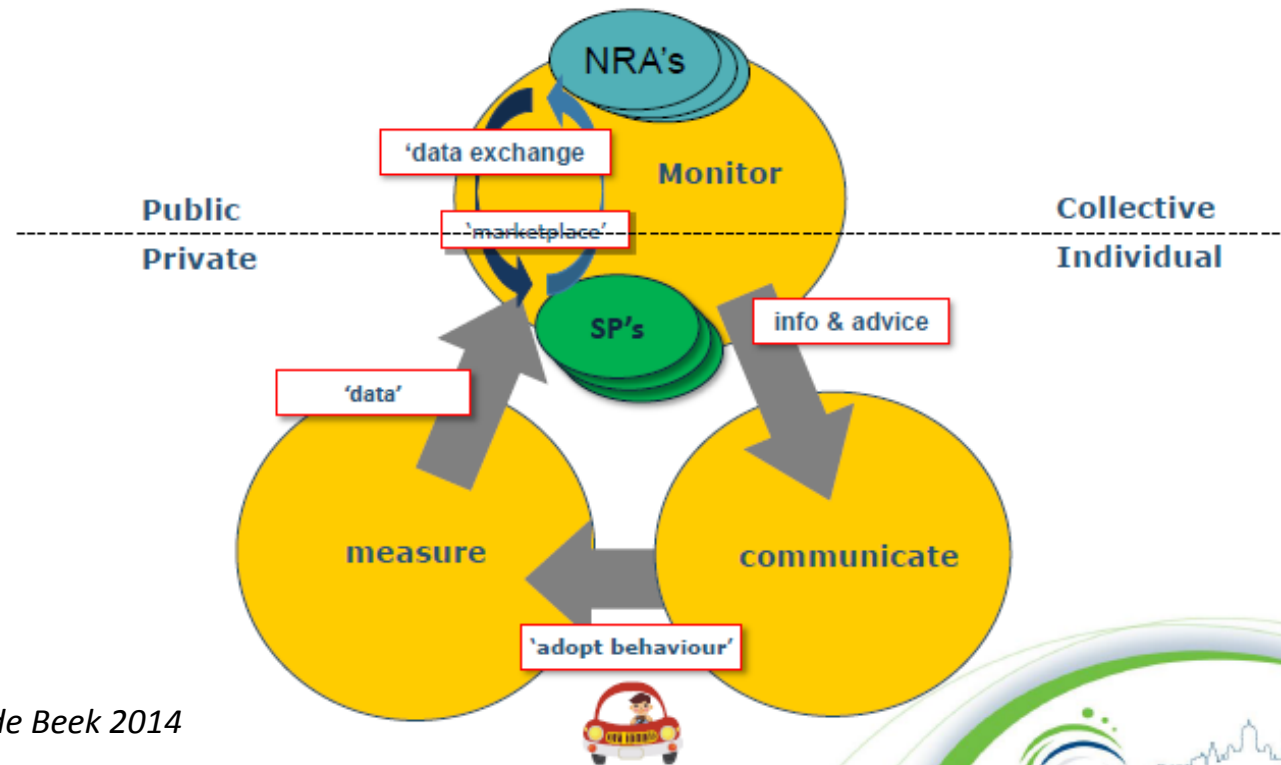 NRA's
'data exchange
Monitor
Public
Collective
'marketplace'
Private
Individual
SP's
info & advice
'data'
measure
communicate
'adopt behaviour'
de Beek 2014